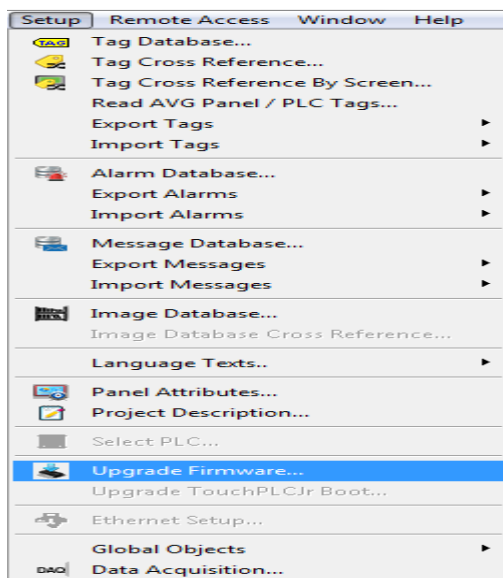 Setup Remote Access Window Help
TAG Tag Database...
Tag Cross Reference...
Tag Cross Reference By Screen...
Read AVG Panel / PLC Tags...
Export Tags
Import Tags
Alarm Database...
Export Alarms
Import Alarms
Message Database...
Export Messages
Import Messages
Image Database...
Image Database Cross Reference...
Language Texts..
Panel Attributes...
Project Description...
Select PLC...
Upgrade Firmware...
Upgrade TouchPLCJr Boot...
Ethernet Setup...
Global Objects
DAQ Data Acquisition...